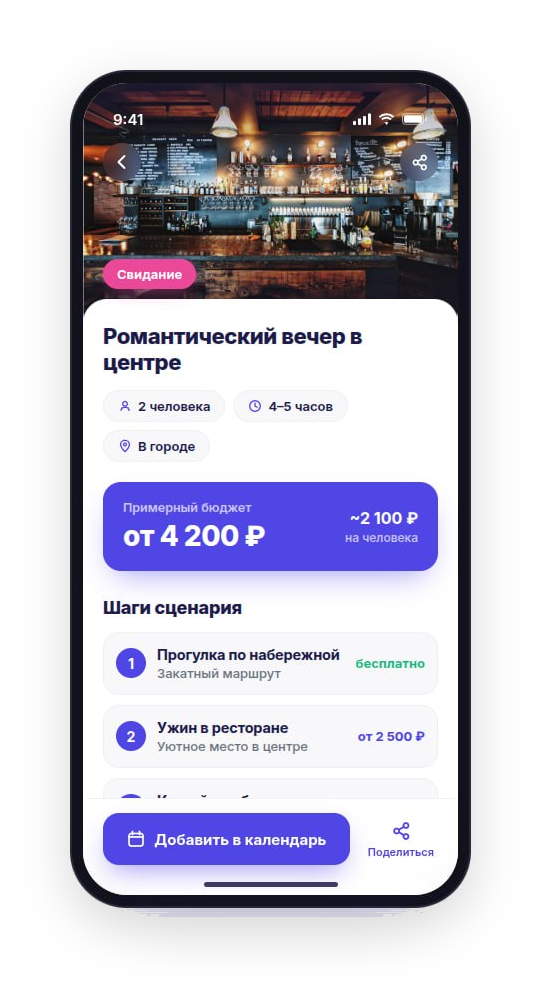 9:41
Свидание
Романтический вечер в
центре
2 человека
4–5 часов
В городе
Примерный бюджет
от 4 200 ₽
~2 100 ₽
на человека
Шаги сценария
1
Прогулка по набережной
Закатный маршрут
бесплатно
2
Ужин в ресторане
Уютное место в центре
от 2 500 ₽
Добавить в календарь
Поделиться